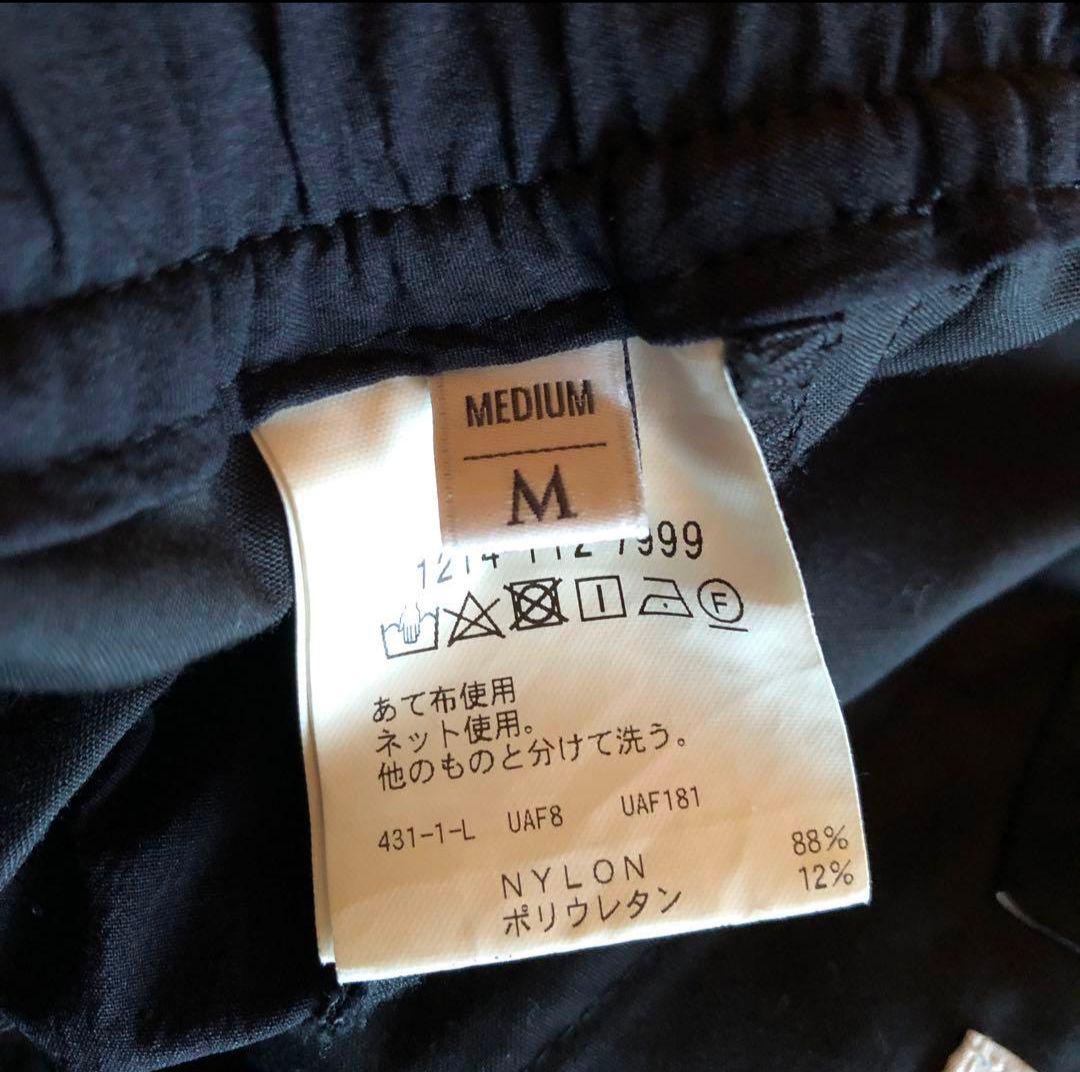 MEDIUM
M
1214 112 7999
F
あて布使用
ネット使用。
他のものと分けて洗う。
431-1-L UAF8 UAF181
NYLON 88%
ポリウレタン 12%